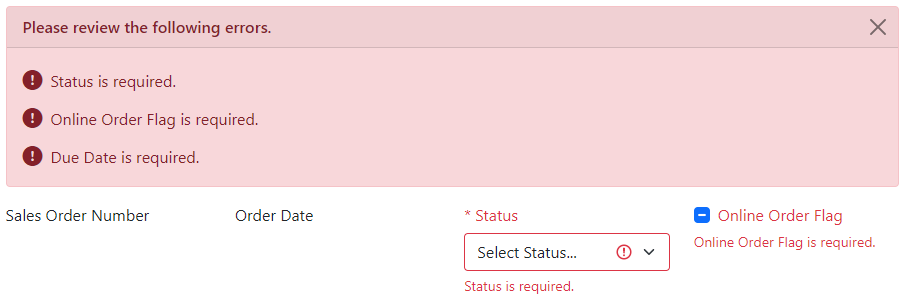 Please review the following errors.
Status is required.
Online Order Flag is required.
Due Date is required.
Sales Order Number
Order Date
* Status
Online Order Flag
Select Status...
Online Order Flag is required.
Status is required.